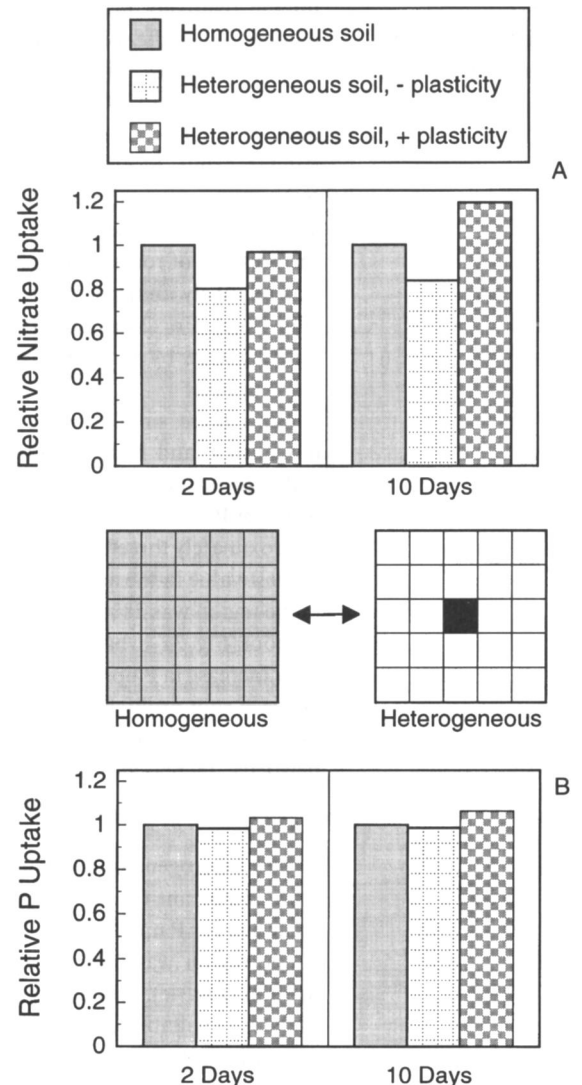 Homogeneous soil
Heterogeneous soil, - plasticity
Heterogeneous soil, + plasticity
A
Relative Nitrate Uptake
1.2
1
0.8
0.6
0.4
0.2
0
2 Days
10 Days
Homogeneous
Heterogeneous
B
Relative P Uptake
1.2
1
0.8
0.6
0.4
0.2
0
2 Days
10 Days